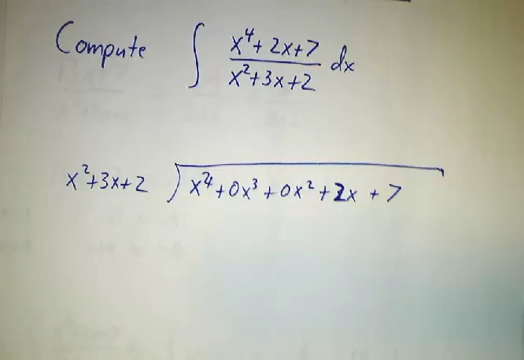 Compute ∫ (x⁴+2x+7)/(x²+3x+2) dx
x²+3x+2 ) x⁴+0x³+0x²+2x+7